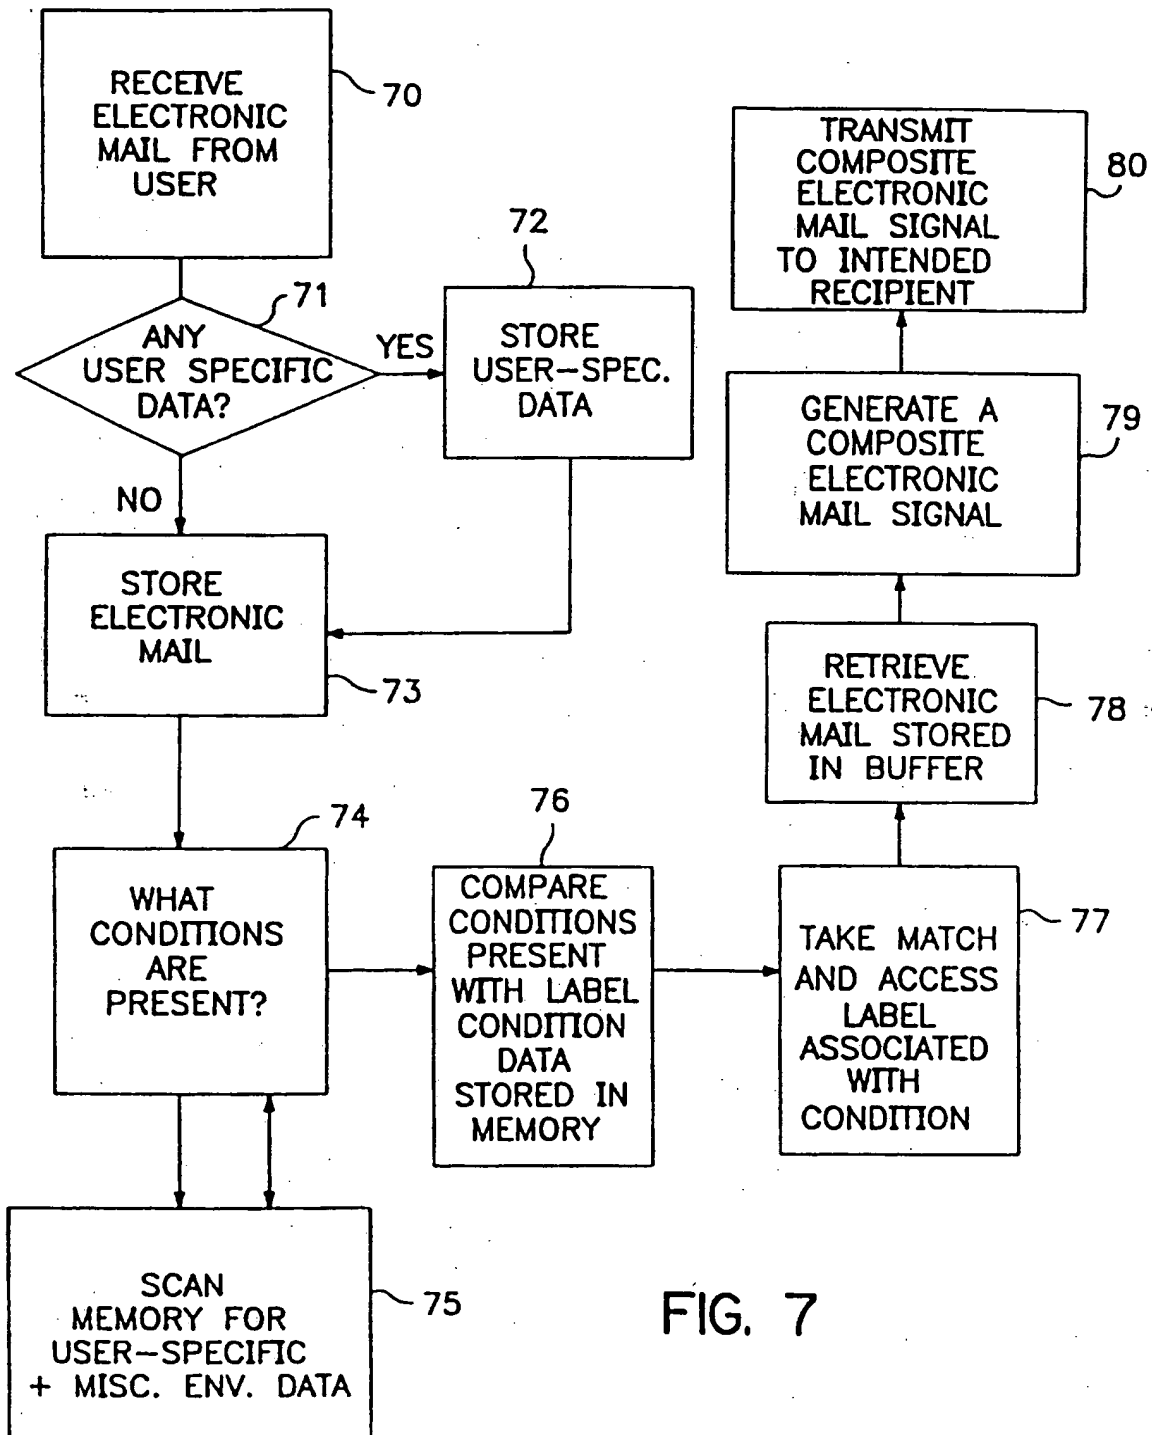 RECEIVE
ELECTRONIC
MAIL FROM
USER
70
71
ANY
USER SPECIFIC
DATA?
YES
NO
72
STORE
USER-SPEC.
DATA
STORE
ELECTRONIC
MAIL
73
74
WHAT
CONDITIONS
ARE
PRESENT?
SCAN
MEMORY FOR
USER-SPECIFIC
+ MISC. ENV. DATA
75
76
COMPARE
CONDITIONS
PRESENT
WITH LABEL
CONDITION
DATA
STORED IN
MEMORY
TAKE MATCH
AND ACCESS
LABEL
ASSOCIATED
WITH
CONDITION
77
RETRIEVE
ELECTRONIC
MAIL STORED
IN BUFFER
78
GENERATE A
COMPOSITE
ELECTRONIC
MAIL SIGNAL
79
TRANSMIT
COMPOSITE
ELECTRONIC
MAIL SIGNAL
TO INTENDED
RECIPIENT
80
FIG. 7